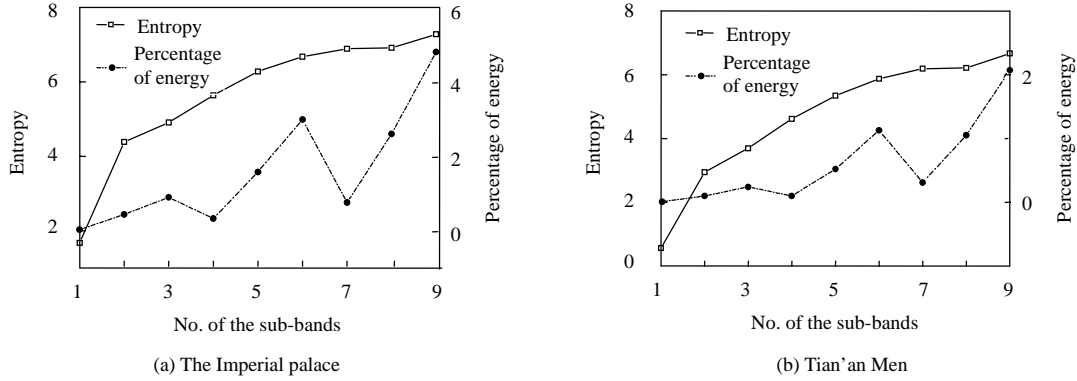 8
6
4
2
Entropy
Entropy
Percentage
of energy
6
4
2
0
Percentage of energy
1 3 5 7 9
No. of the sub-bands
(a) The Imperial palace
8
6
4
2
0
Entropy
Entropy
Percentage
of energy
2
0
Percentage of energy
1 3 5 7 9
No. of the sub-bands
(b) Tian'an Men